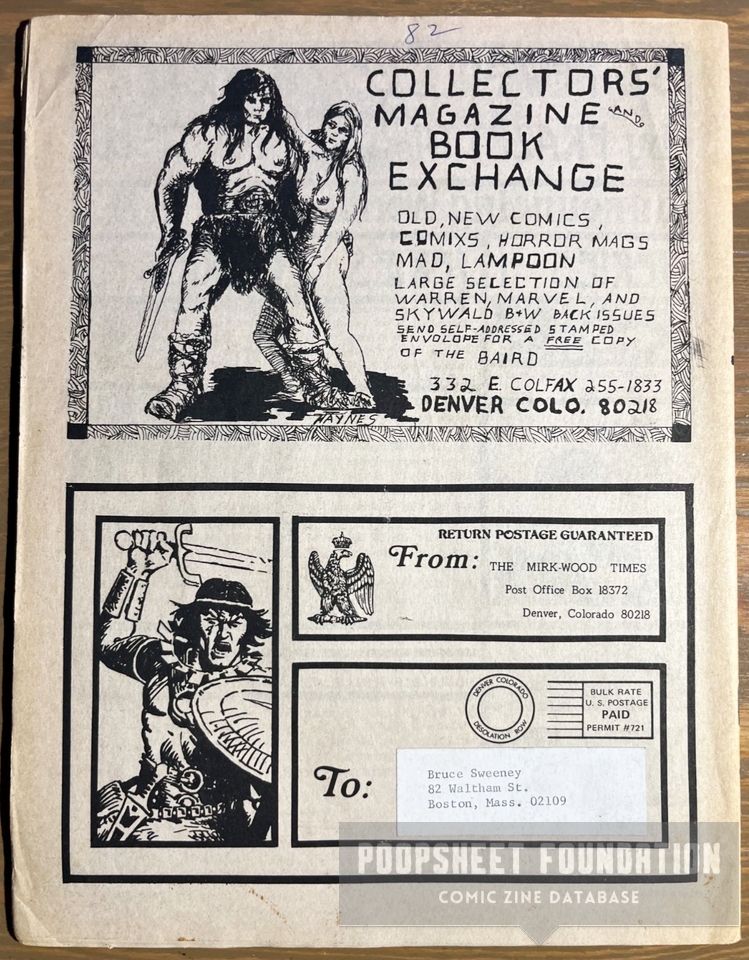 82
COLLECTORS'
MAGAZINE AND
BOOK
EXCHANGE
OLD, NEW COMICS,
COMIXS, HORROR MAGS
MAD, LAMPOON
LARGE SELECTION OF
WARREN, MARVEL, AND
SKYWALD B+W BACK ISSUES
SEND SELF-ADDRESSED STAMPED
ENVOLOPE FOR A FREE COPY
OF THE BAIRD
332 E. COLFAX 255-1833
DENVER COLO. 80218
HAYNES
RETURN POSTAGE GUARANTEED
From: THE MIRK-WOOD TIMES
Post Office Box 18372
Denver, Colorado 80218
DENVER COLORADO
DESOLATION ROW
BULK RATE
U. S. POSTAGE
PAID
PERMIT #721
To:
Bruce Sweeney
82 Waltham St.
Boston, Mass. 02109
POOPSHEET FOUNDATION
COMIC ZINE DATABASE